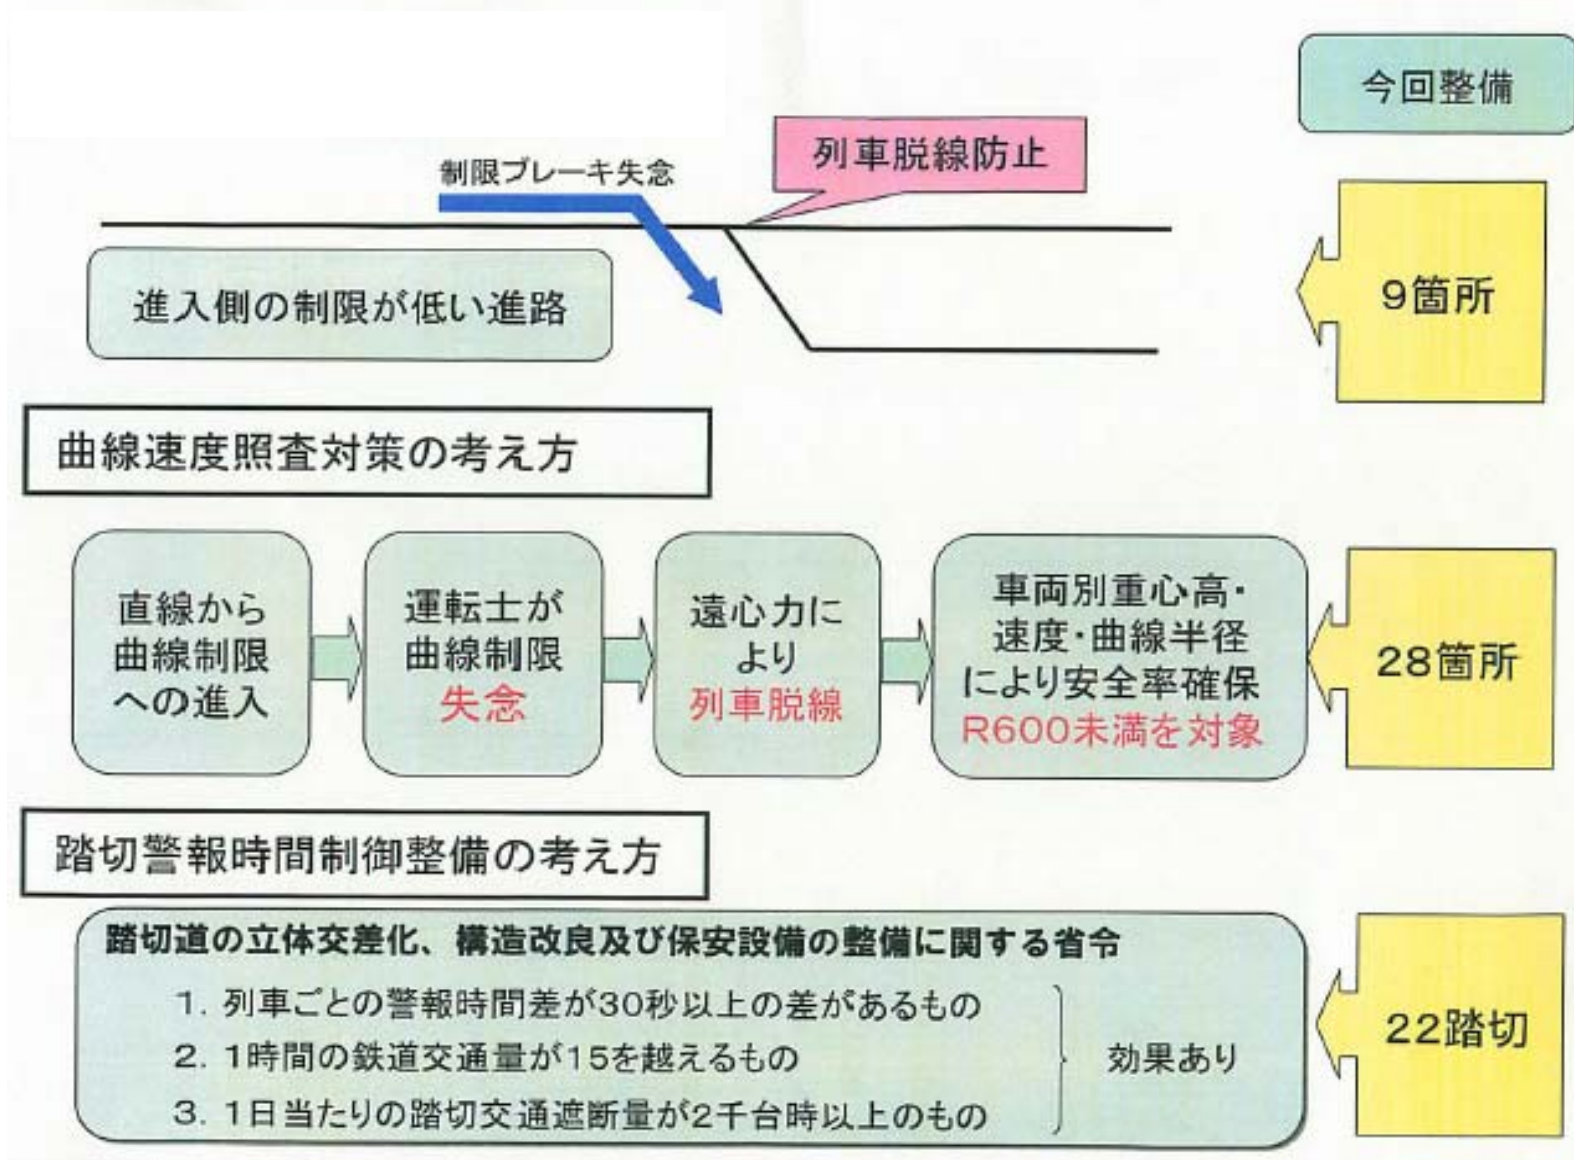 今回整備
列車脱線防止
制限ブレーキ失念
進入側の制限が低い進路
9箇所
曲線速度照査対策の考え方
直線から
曲線制限
への進入
運転士が
曲線制限
失念
遠心力に
より
列車脱線
車両別重心高・
速度・曲線半径
により安全率確保
R600未満を対象
28箇所
踏切警報時間制御整備の考え方
踏切道の立体交差化、構造改良及び保安設備の整備に関する省令
1. 列車ごとの警報時間差が30秒以上の差があるもの
2. 1時間の鉄道交通量が15を越えるもの
3. 1日当たりの踏切交通遮断量が2千台時以上のもの
効果あり
22踏切